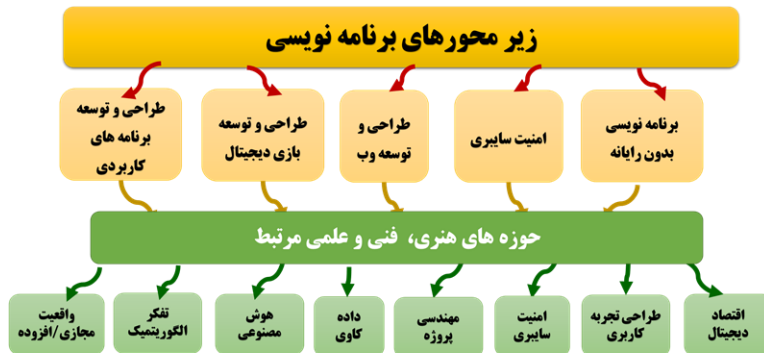 زیر محورهای برنامه نویسی
برنامه نویسی
بدون رایانه
امنیت سایبری
طراحی و
توسعه وب
طراحی و توسعه
بازی دیجیتال
طراحی و توسعه
برنامه های
کاربردی
حوزه های هنری، فنی و علمی مرتبط
اقتصاد
دیجیتال
طراحی تجربه
کاربری
امنیت
سایبری
مهندسی
پروژه
داده
کاوی
هوش
مصنوعی
تفکر
الگوریتمیک
واقعیت
مجازی/افزوده